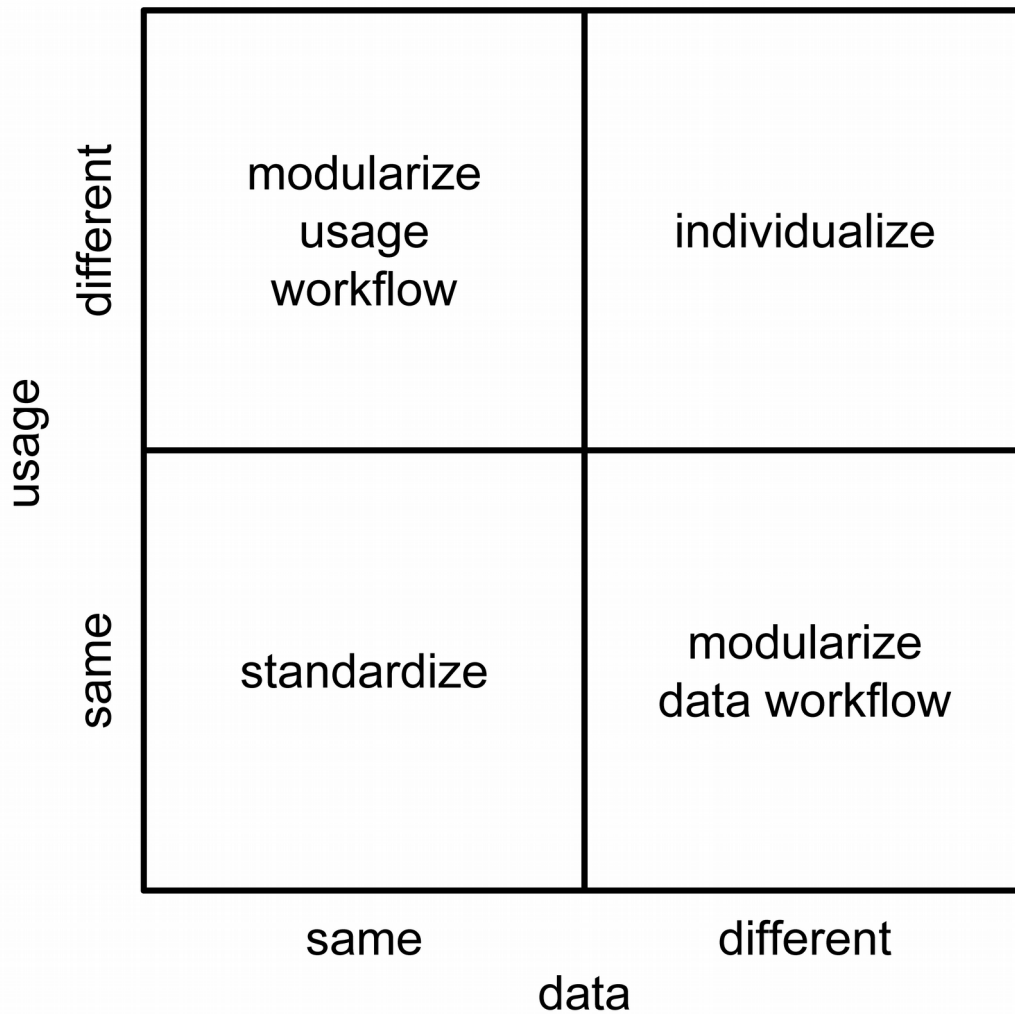 usage
different
modularize
usage
workflow
individualize
same
standardize
modularize
data workflow
same
different
data